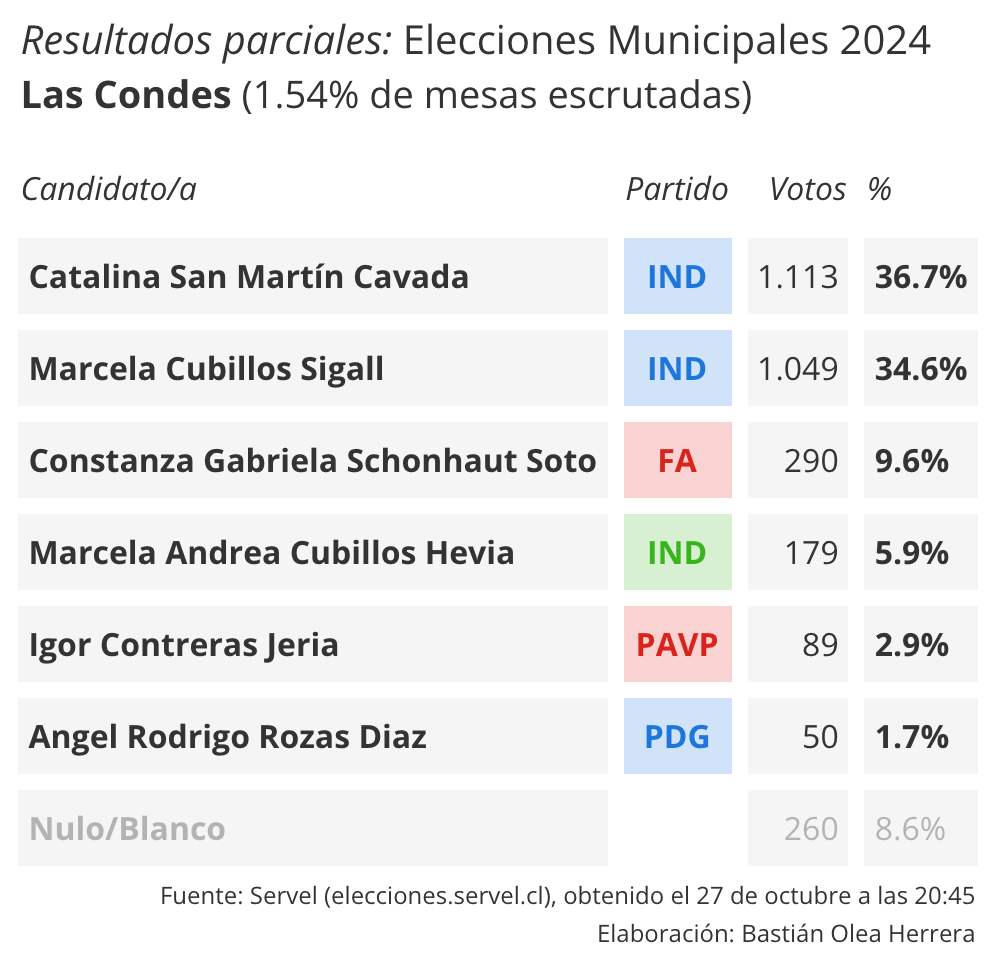 Resultados parciales: Elecciones Municipales 2024
Las Condes (1.54% de mesas escrutadas)
Candidato/a Partido Votos %
Catalina San Martín Cavada IND 1.113 36.7%
Marcela Cubillos Sigall IND 1.049 34.6%
Constanza Gabriela Schonhaut Soto FA 290 9.6%
Marcela Andrea Cubillos Hevia IND 179 5.9%
Igor Contreras Jeria PAVP 89 2.9%
Angel Rodrigo Rozas Diaz PDG 50 1.7%
Nulo/Blanco 260 8.6%
Fuente: Servel (elecciones.servel.cl), obtenido el 27 de octubre a las 20:45
Elaboración: Bastián Olea Herrera